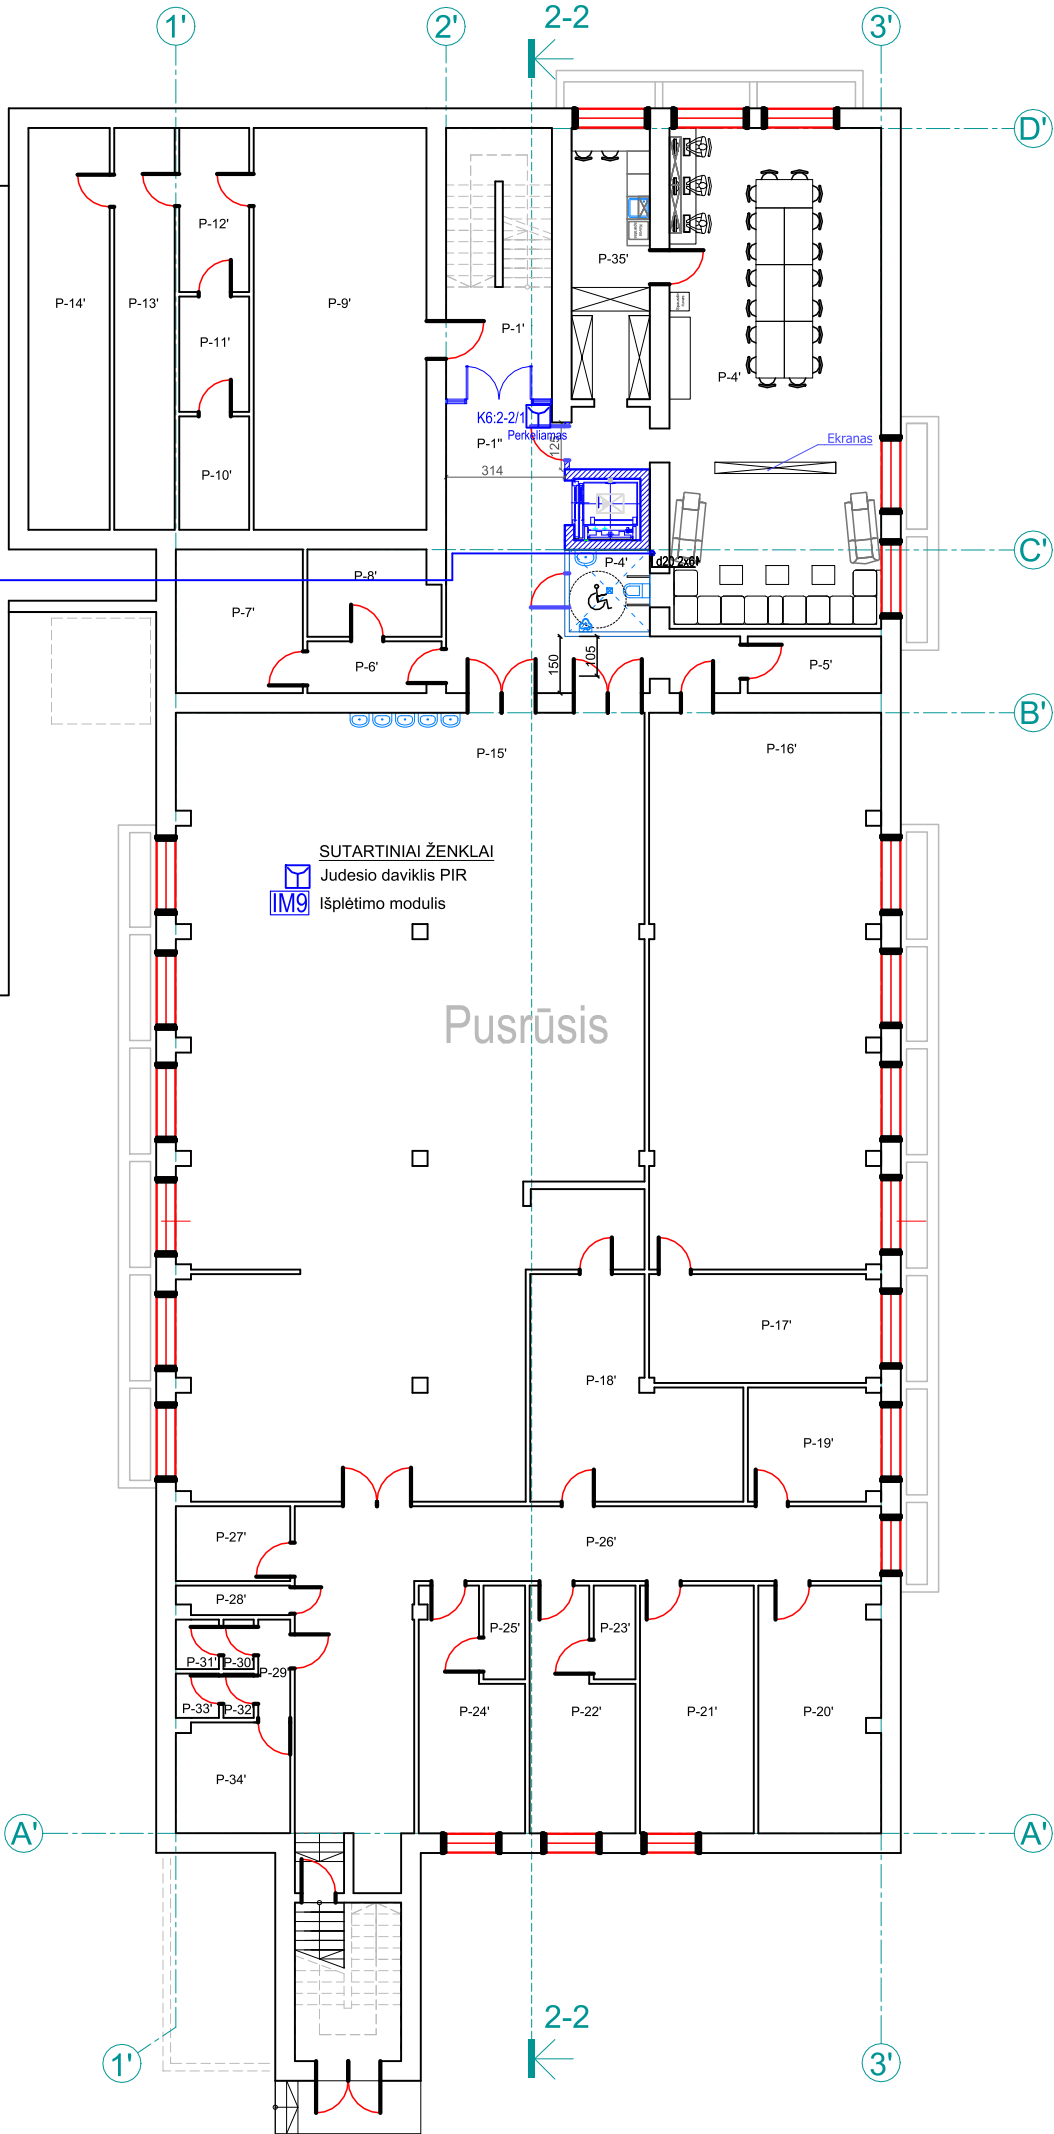 2-2
1' 2' 3'
D'
P-12'
P-35'
P-14' P-13' P-9'
P-1'
P-11'
P-4'
K6:2-2/1
Perkeliamas
Ekranas
P-1"
125
314
P-10'
C'
P-4' d20 2x6
P-8'
P-7'
P-6'
150
105
P-5'
B'
P-15' P-16'
SUTARTINIAI ŽENKLAI
Judesio daviklis PIR
IM9 Išplėtimo modulis
Pusrūsis
P-17'
P-18'
P-19'
P-27'
P-26'
P-28'
P-25' P-23'
P-31' P-30'
P-29'
P-33' P-32'
P-24' P-22' P-21' P-20'
P-34'
A' A'
2-2
1' 3'